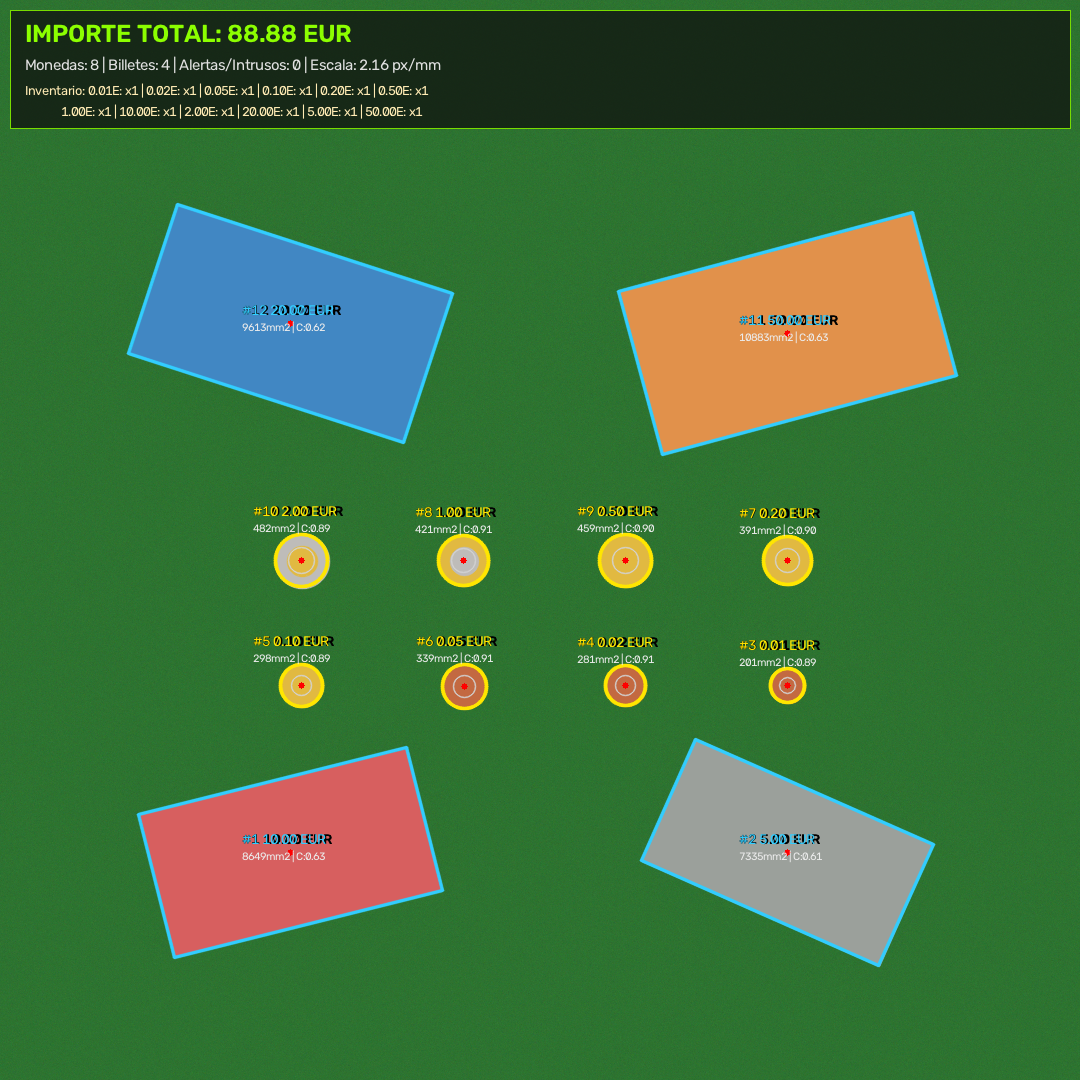 IMPORTE TOTAL: 88.88 EUR
Monedas: 8 | Billetes: 4 | Alertas/Intrusos: 0 | Escala: 2.16 px/mm
Inventario: 0.01E: x1 | 0.02E: x1 | 0.05E: x1 | 0.10E: x1 | 0.20E: x1 | 0.50E: x1
1.00E: x1 | 10.00E: x1 | 2.00E: x1 | 20.00E: x1 | 5.00E: x1 | 50.00E: x1
#12 20.00 EUR
9613mm2 | C:0.62
#11 50.00 EUR
10883mm2 | C:0.63
#10 2.00 EUR
482mm2 | C:0.89
#8 1.00 EUR
421mm2 | C:0.91
#9 0.50 EUR
459mm2 | C:0.90
#7 0.20 EUR
391mm2 | C:0.90
#5 0.10 EUR
298mm2 | C:0.89
#6 0.05 EUR
339mm2 | C:0.91
#4 0.02 EUR
281mm2 | C:0.91
#3 0.01 EUR
201mm2 | C:0.89
#1 10.00 EUR
8649mm2 | C:0.63
#2 5.00 EUR
7335mm2 | C:0.61